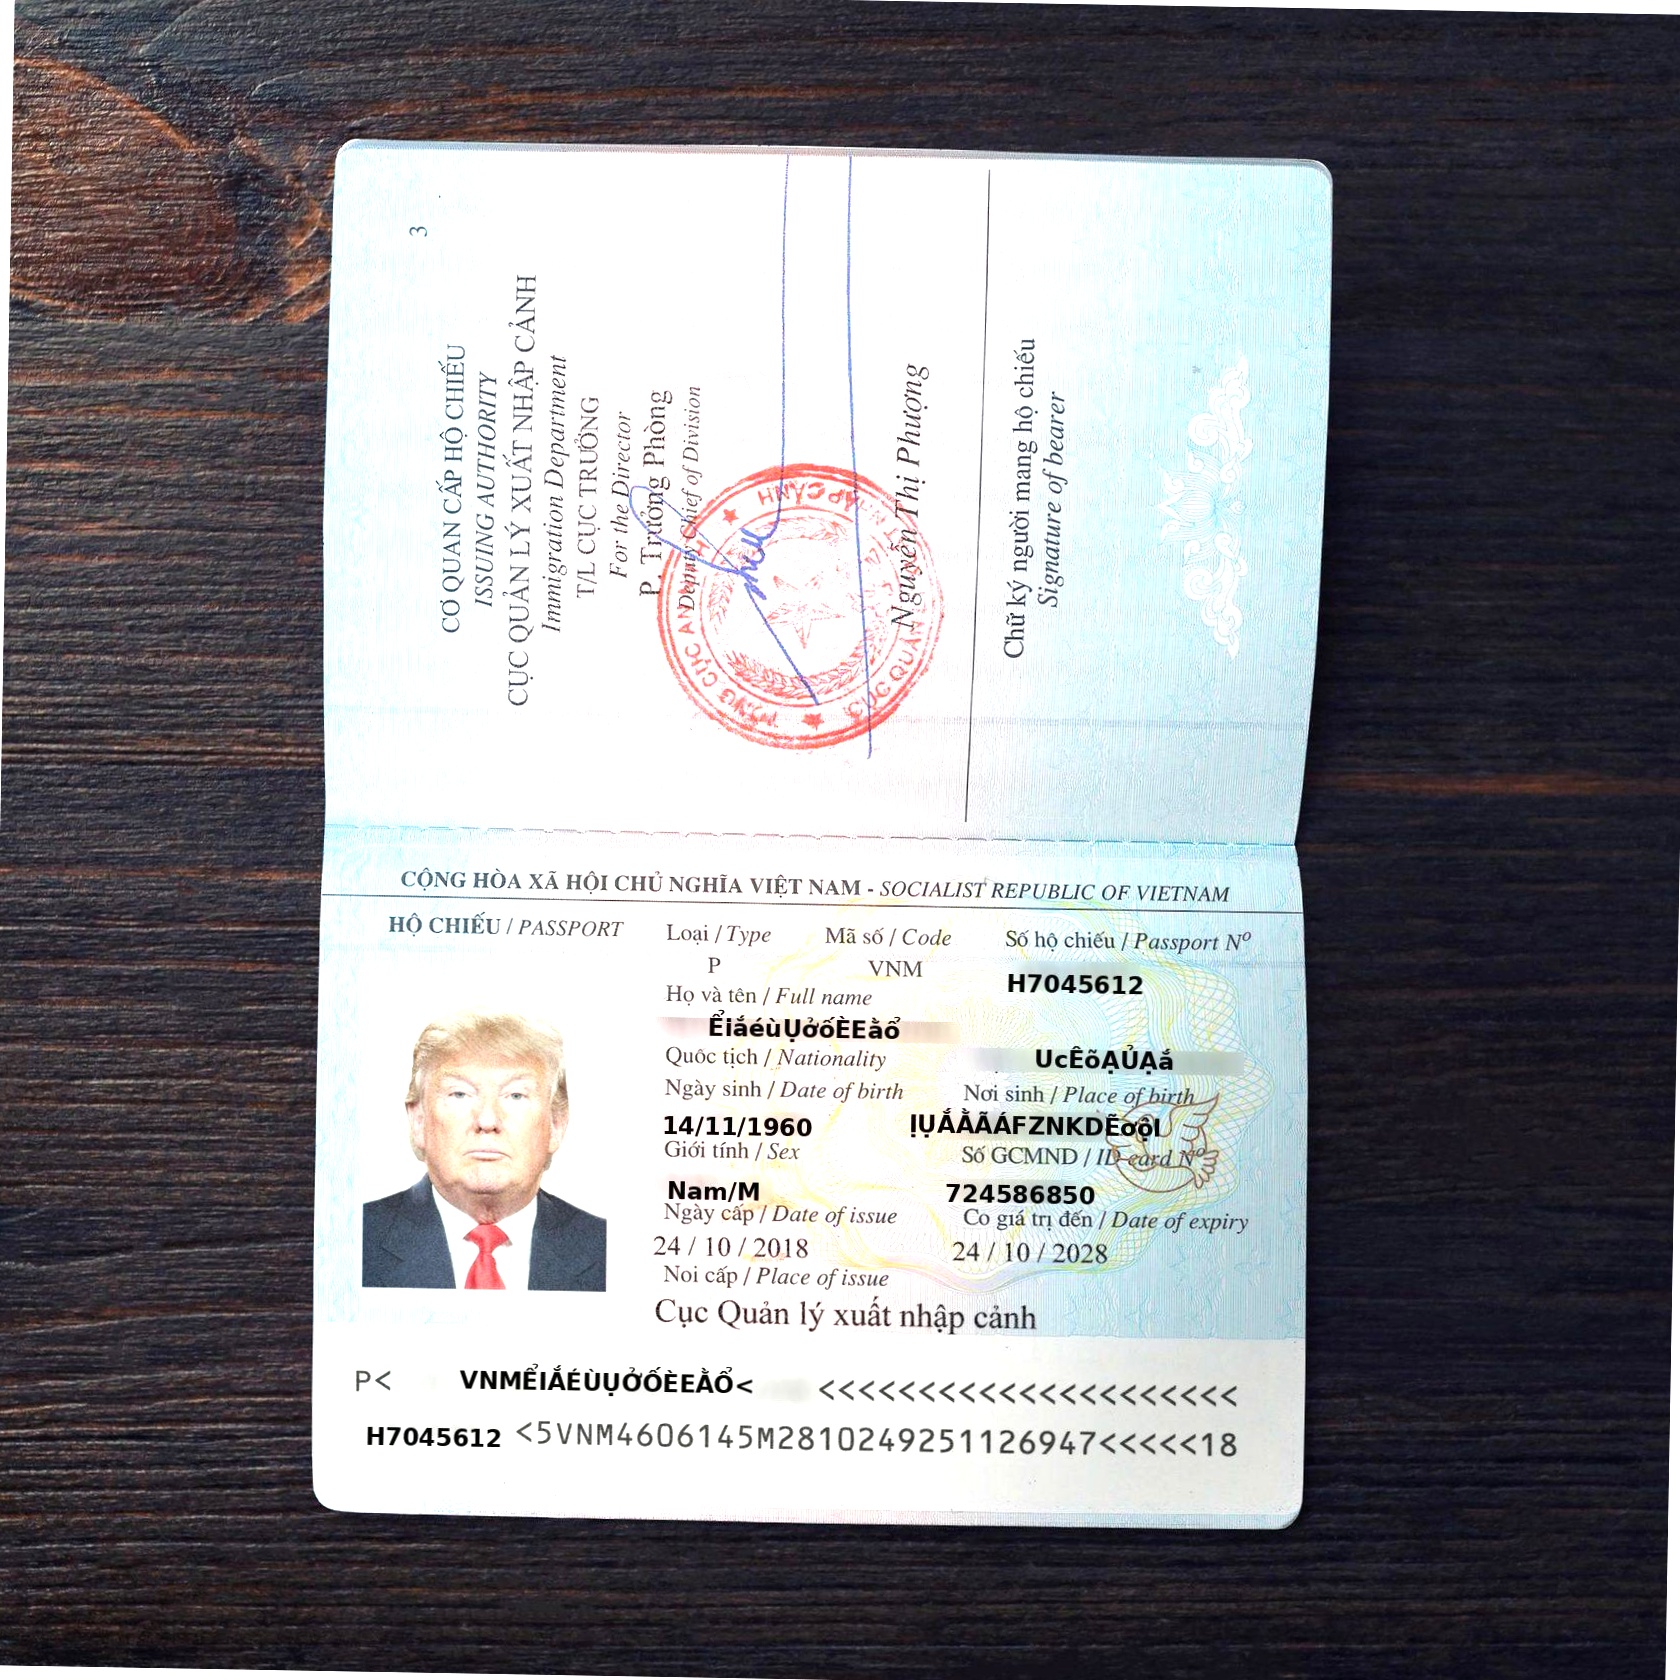 3
CƠ QUAN CẤP HỘ CHIẾU
ISSUING AUTHORITY
CỤC QUẢN LÝ XUẤT NHẬP CẢNH
Immigration Department
T/L CỤC TRƯỞNG
For the Director
P. Trưởng Phòng
Deputy Chief of Division
Nguyễn Thị Phượng
Chữ ký người mang hộ chiếu
Signature of bearer
CỘNG HÒA XÃ HỘI CHỦ NGHĨA VIỆT NAM - SOCIALIST REPUBLIC OF VIETNAM
HỘ CHIẾU / PASSPORT
Loại / Type Mã số / Code Số hộ chiếu / Passport Nº
P VNM H7045612
Họ và tên / Full name
ỂiắéùỤởốÈEằổ
Quốc tịch / Nationality UcÊõẠỦẠắ
Ngày sinh / Date of birth Nơi sinh / Place of birth
14/11/1960 ỊỤẮẰÃÁFZNKDẼơộI
Giới tính / Sex Số GCMND / ID card Nº
Nam/M 724586850
Ngày cấp / Date of issue Co giá trị đến / Date of expiry
24 / 10 / 2018 24 / 10 / 2028
Noi cấp / Place of issue
Cục Quản lý xuất nhập cảnh
P< VNMỂIẮÉÙỤỞỐÈEẰỔ< <<<<<<<<<<<<<<<<<<<<<
H7045612 <5VNM4606145M2810249251126947<<<<<18